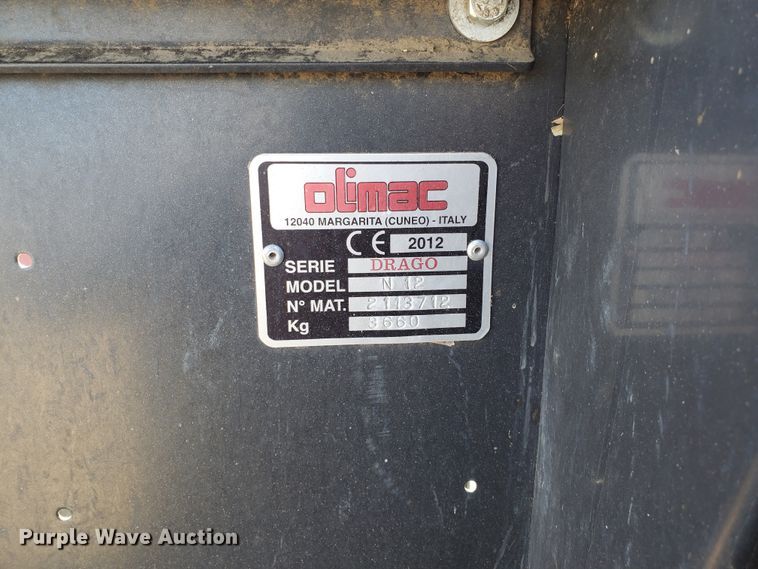 olimac
12040 MARGARITA (CUNEO) - ITALY
CE 2012
SERIE DRAGO
MODEL N 12
N° MAT. 2113712
Kg 3660
Purple Wave Auction